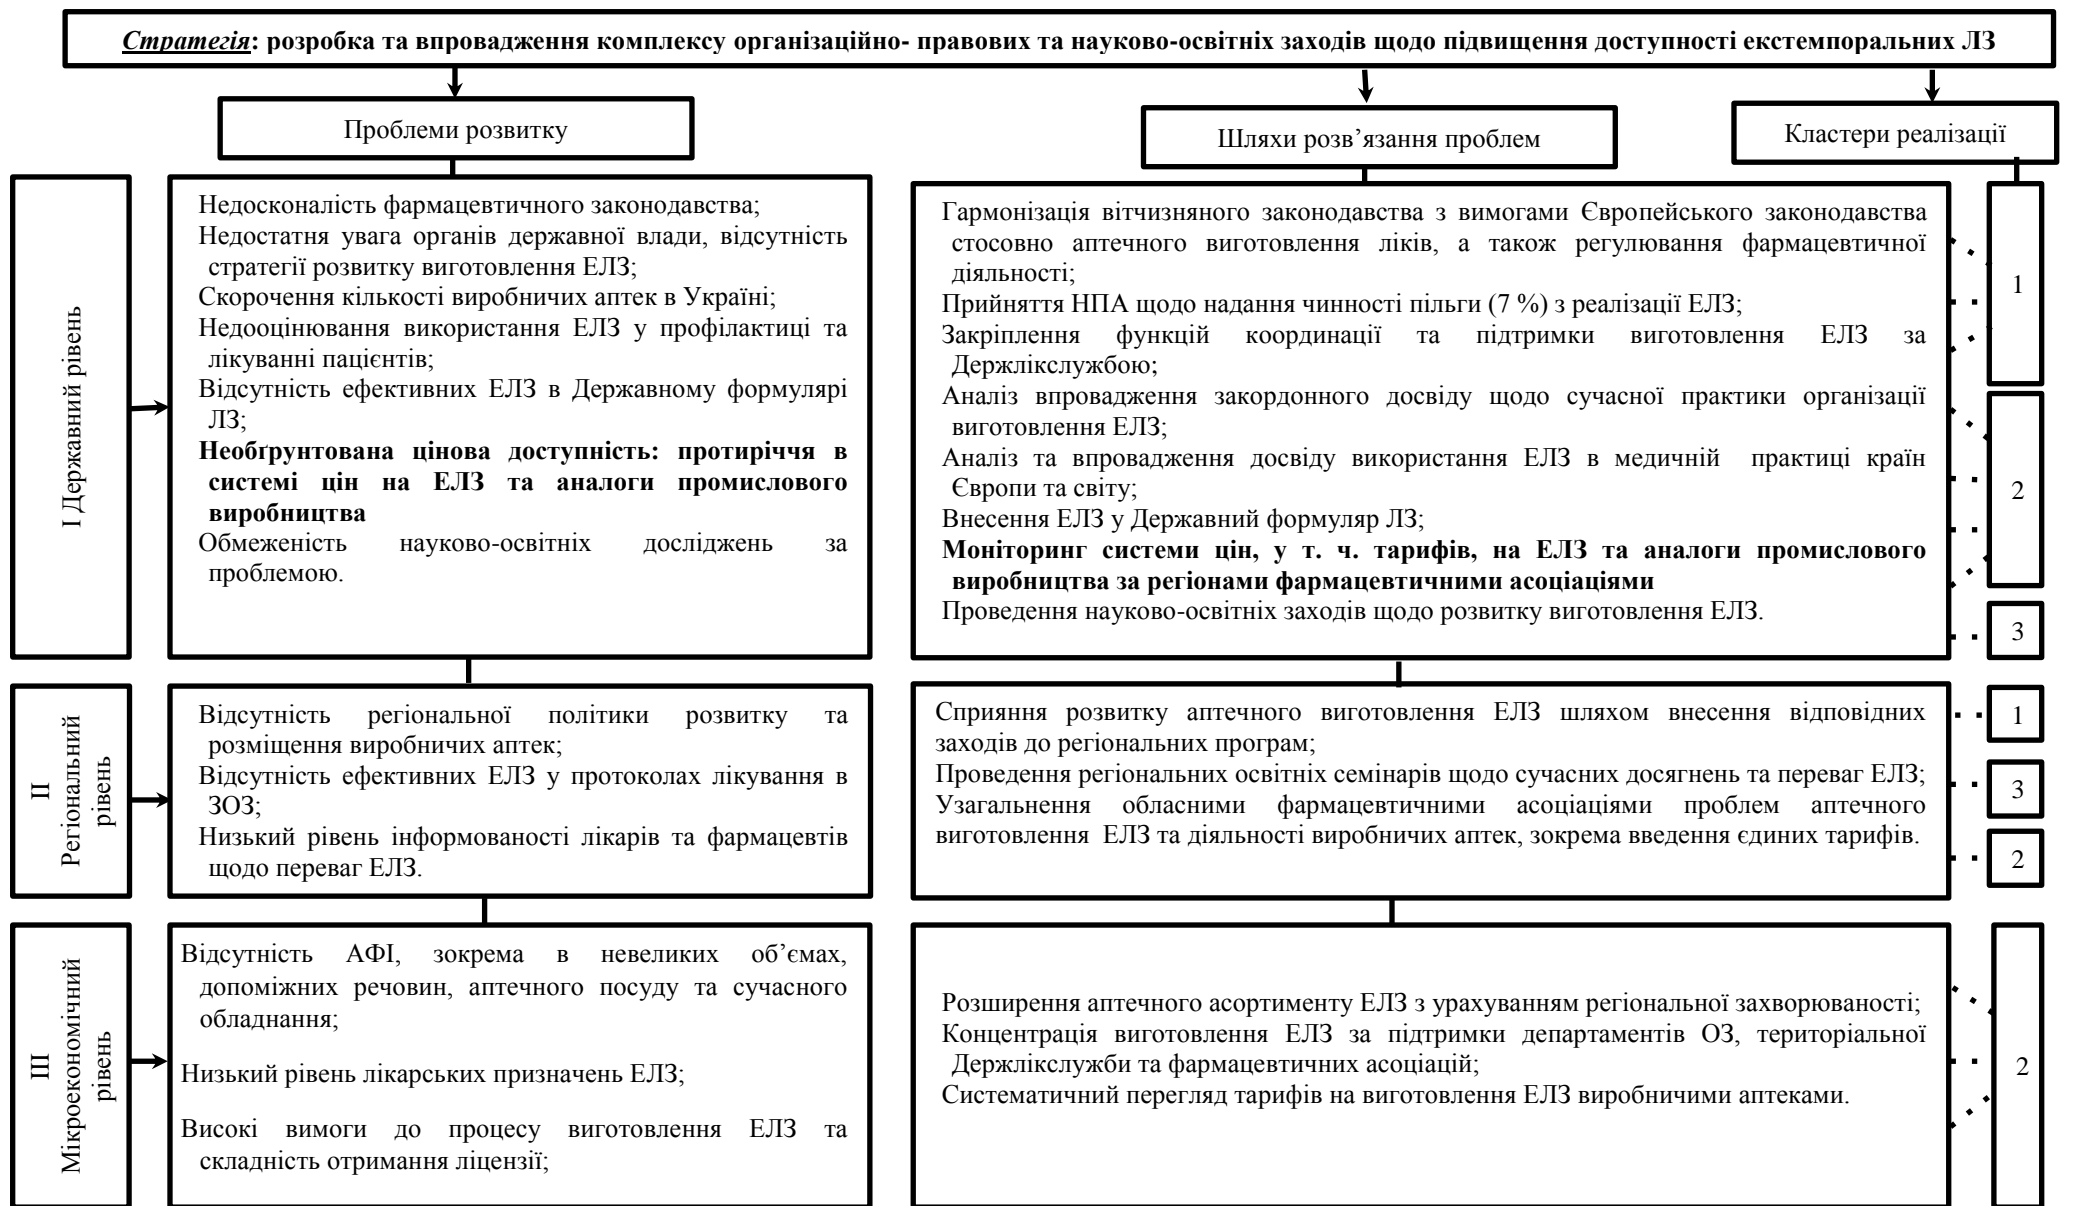 Стратегія: розробка та впровадження комплексу організаційно- правових та науково-освітніх заходів щодо підвищення доступності екстемпоральних ЛЗ
Проблеми розвитку
Шляхи розв’язання проблем
Кластери реалізації
І Державний рівень
Недосконалість фармацевтичного законодавства;
Недостатня увага органів державної влади, відсутність
стратегії розвитку виготовлення ЕЛЗ;
Скорочення кількості виробничих аптек в Україні;
Недооцінювання використання ЕЛЗ у профілактиці та
лікуванні пацієнтів;
Відсутність ефективних ЕЛЗ в Державному формулярі
ЛЗ;
Необґрунтована цінова доступність: протиріччя в
системі цін на ЕЛЗ та аналоги промислового
виробництва
Обмеженість науково-освітніх досліджень за
проблемою.
Гармонізація вітчизняного законодавства з вимогами Європейського законодавства
стосовно аптечного виготовлення ліків, а також регулювання фармацевтичної
діяльності;
Прийняття НПА щодо надання чинності пільги (7 %) з реалізації ЕЛЗ;
Закріплення функцій координації та підтримки виготовлення ЕЛЗ за
Держлікслужбою;
Аналіз впровадження закордонного досвіду щодо сучасної практики організації
виготовлення ЕЛЗ;
Аналіз та впровадження досвіду використання ЕЛЗ в медичній практиці країн
Європи та світу;
Внесення ЕЛЗ у Державний формуляр ЛЗ;
Моніторинг системи цін, у т. ч. тарифів, на ЕЛЗ та аналоги промислового
виробництва за регіонами фармацевтичними асоціаціями
Проведення науково-освітніх заходів щодо розвитку виготовлення ЕЛЗ.
1
2
3
ІІ
Регіональний
рівень
Відсутність регіональної політики розвитку та
розміщення виробничих аптек;
Відсутність ефективних ЕЛЗ у протоколах лікування в
ЗОЗ;
Низький рівень інформованості лікарів та фармацевтів
щодо переваг ЕЛЗ.
Сприяння розвитку аптечного виготовлення ЕЛЗ шляхом внесення відповідних
заходів до регіональних програм;
Проведення регіональних освітніх семінарів щодо сучасних досягнень та переваг ЕЛЗ;
Узагальнення обласними фармацевтичними асоціаціями проблем аптечного
виготовлення ЕЛЗ та діяльності виробничих аптек, зокрема введення єдиних тарифів.
1
3
2
ІІІ
Мікроекономічний
рівень
Відсутність АФІ, зокрема в невеликих об’ємах,
допоміжних речовин, аптечного посуду та сучасного
обладнання;
Низький рівень лікарських призначень ЕЛЗ;
Високі вимоги до процесу виготовлення ЕЛЗ та
складність отримання ліцензії;
Розширення аптечного асортименту ЕЛЗ з урахуванням регіональної захворюваності;
Концентрація виготовлення ЕЛЗ за підтримки департаментів ОЗ, територіальної
Держлікслужби та фармацевтичних асоціацій;
Систематичний перегляд тарифів на виготовлення ЕЛЗ виробничими аптеками.
2